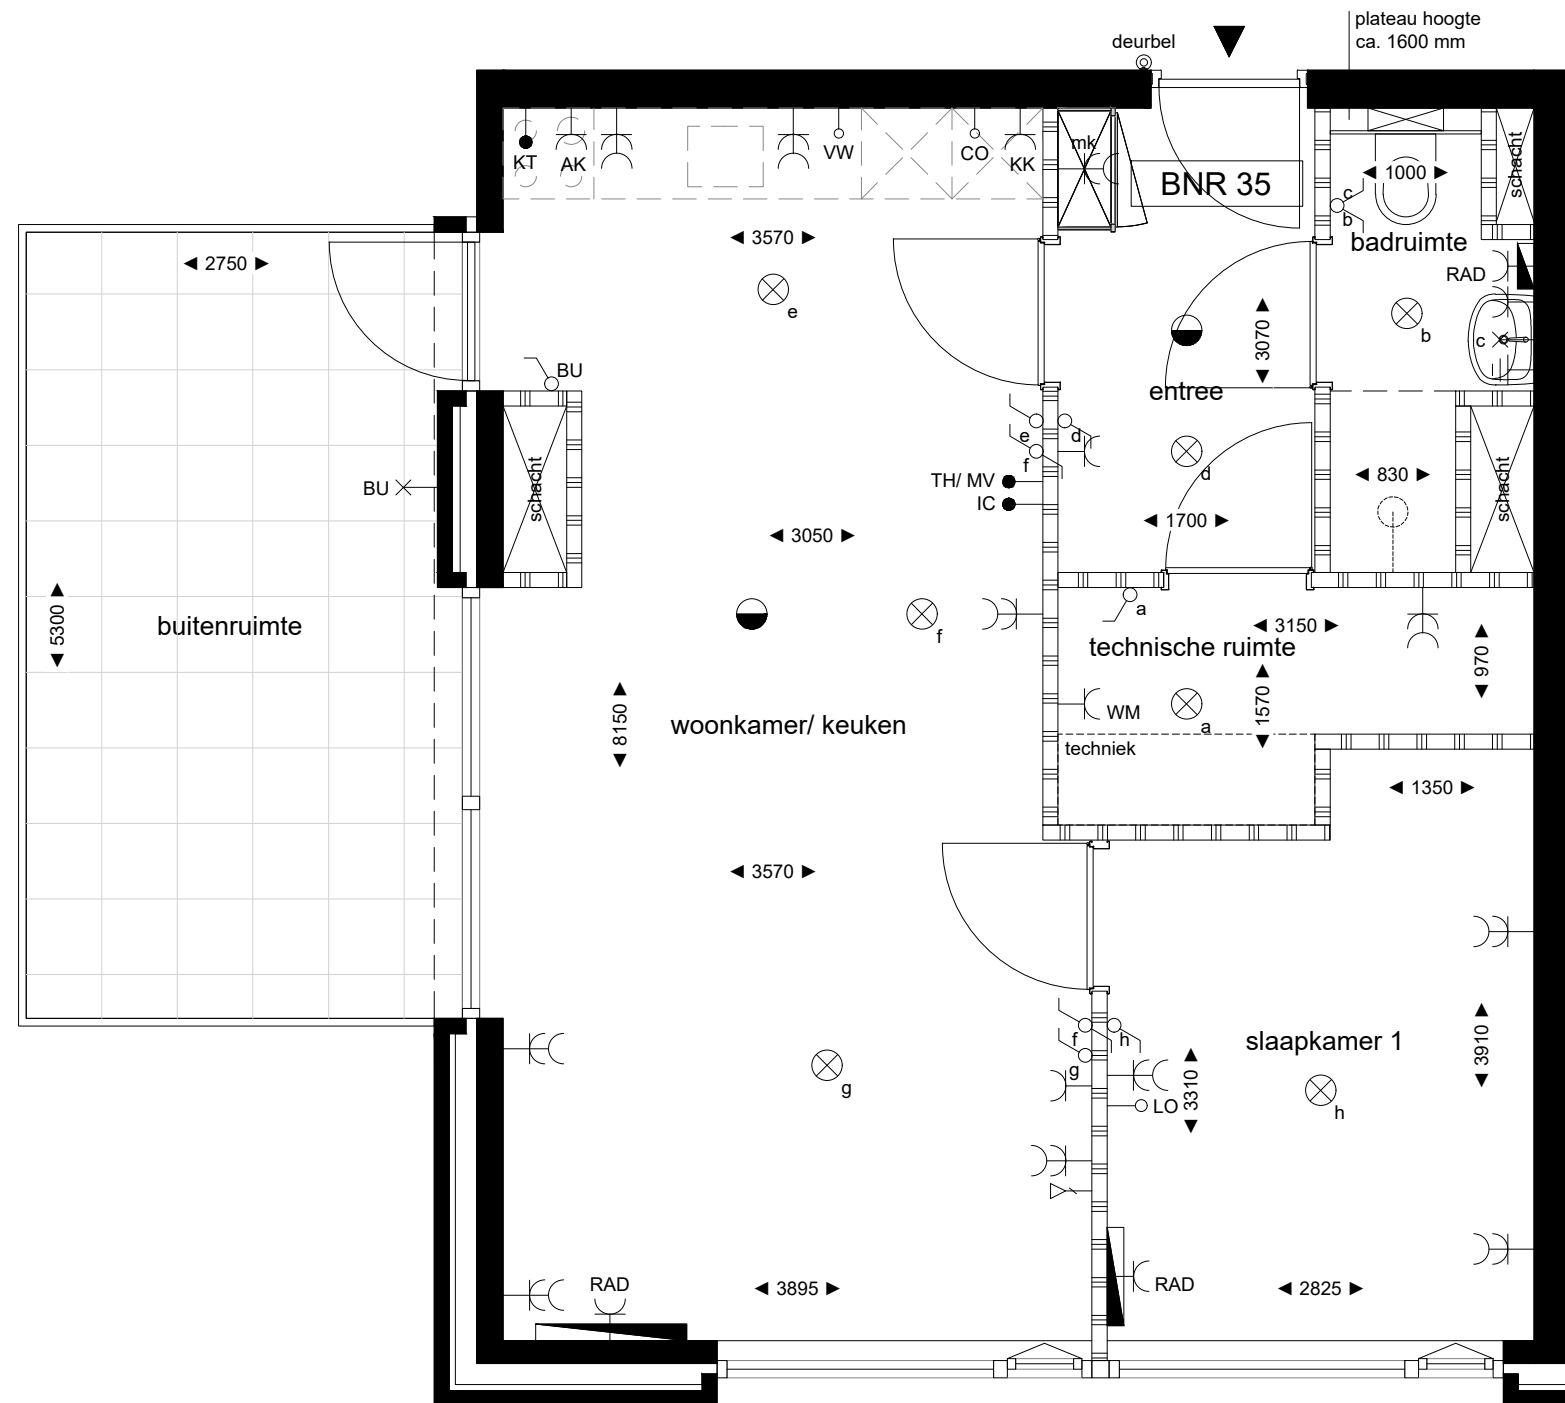 plateau hoogte
ca. 1600 mm
deurbel
KT
AK
VW
CO
KK
mk
BNR 35
1000
schacht
c
b
badruimte
RAD
2750
3570
e
b
c
3070
entree
BU
schacht
BU
e
d
f
d
TH/ MV
IC
830
schacht
1700
3050
5300
buitenruimte
f
a
3150
technische ruimte
970
1570
WM
a
techniek
8150
woonkamer/ keuken
1350
3570
f
h
g
slaapkamer 1
3910
g
3310
LO
h
RAD
3895
RAD
2825